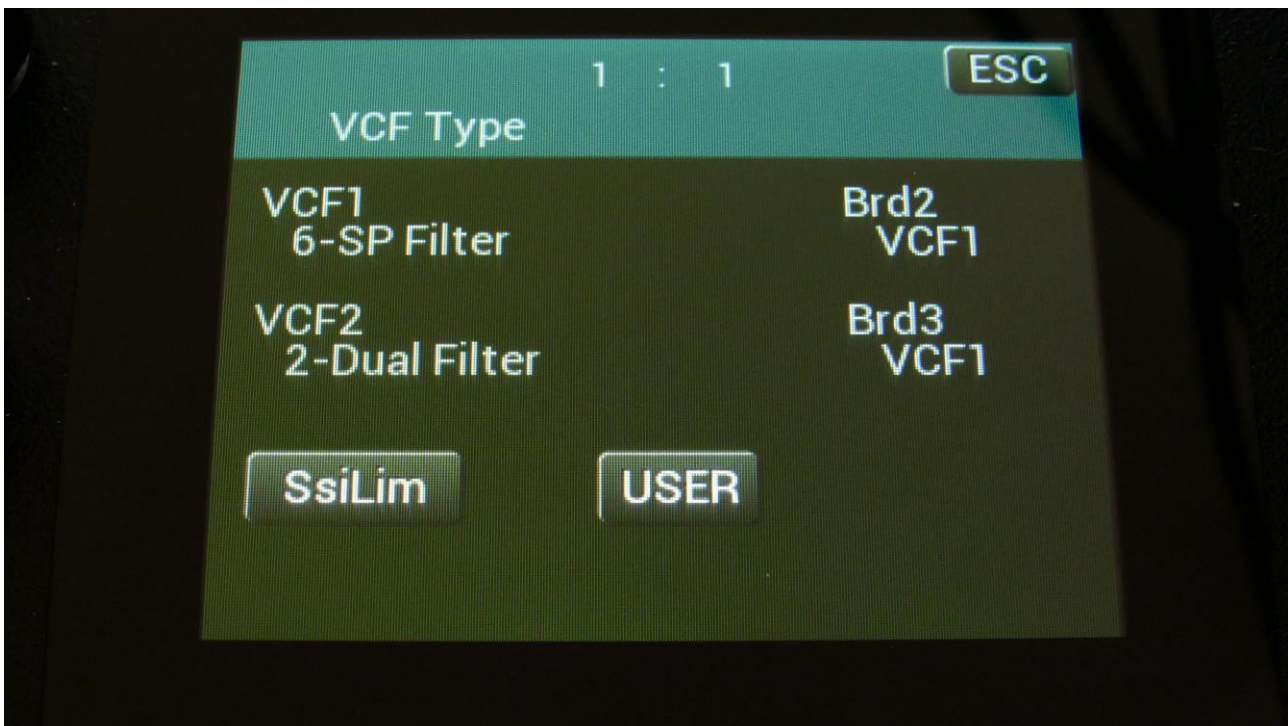 1 : 1
ESC
VCF Type
VCF1
Brd2
6-SP Filter
VCF1
VCF2
Brd3
2-Dual Filter
VCF1
SsiLim
USER